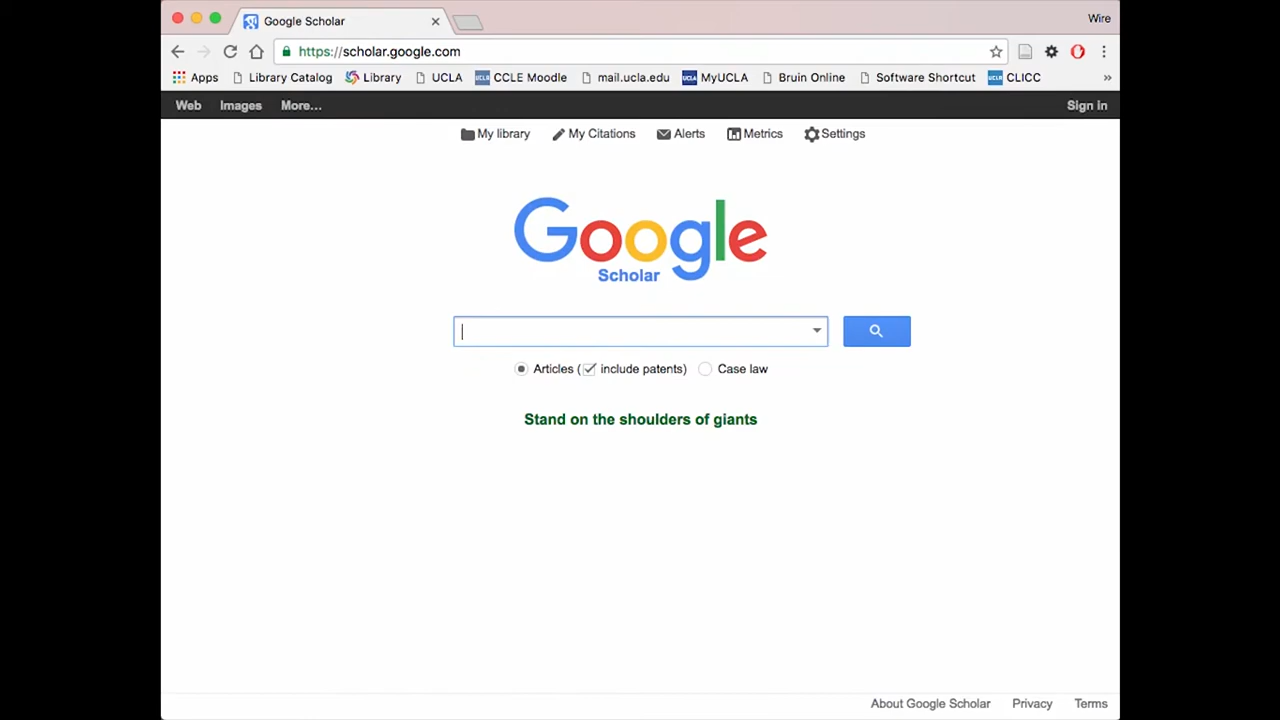 Google Scholar
Wire
https://scholar.google.com
Apps Library Catalog Library UCLA CCLE Moodle mail.ucla.edu MyUCLA Bruin Online Software Shortcut CLICC »
Web Images More... Sign in
My library My Citations Alerts Metrics Settings
Google
Scholar
Articles ( include patents) Case law
Stand on the shoulders of giants
About Google Scholar Privacy Terms